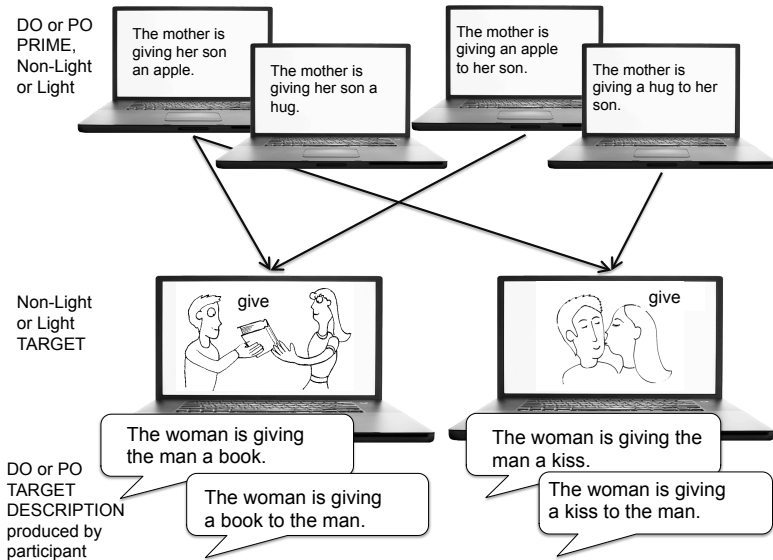 DO or PO
PRIME,
Non-Light
or Light
The mother is
giving her son
an apple.
The mother is
giving her son a
hug.
The mother is
giving an apple
to her son.
The mother is
giving a hug to her
son.
Non-Light
or Light
TARGET
give
give
DO or PO
TARGET
DESCRIPTION
produced by
participant
The woman is giving
the man a book.
The woman is giving
a book to the man.
The woman is giving the
man a kiss.
The woman is giving
a kiss to the man.